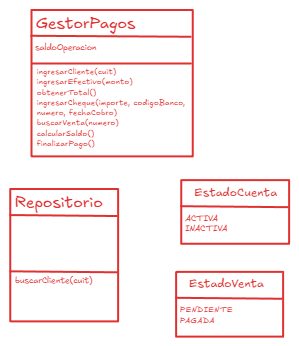 GestorPagos
saldoOperacion
ingresarCliente(cuit)
ingresarEfectivo(monto)
obtenerTotal()
ingresarCheque(importe, codigoBanco,
numero, fechaCobro)
buscarVenta(numero)
calcularSaldo()
finalizarPago()
Repositorio
buscarCliente(cuit)
EstadoCuenta
ACTIVA
INACTIVA
EstadoVenta
PENDIENTE
PAGADA